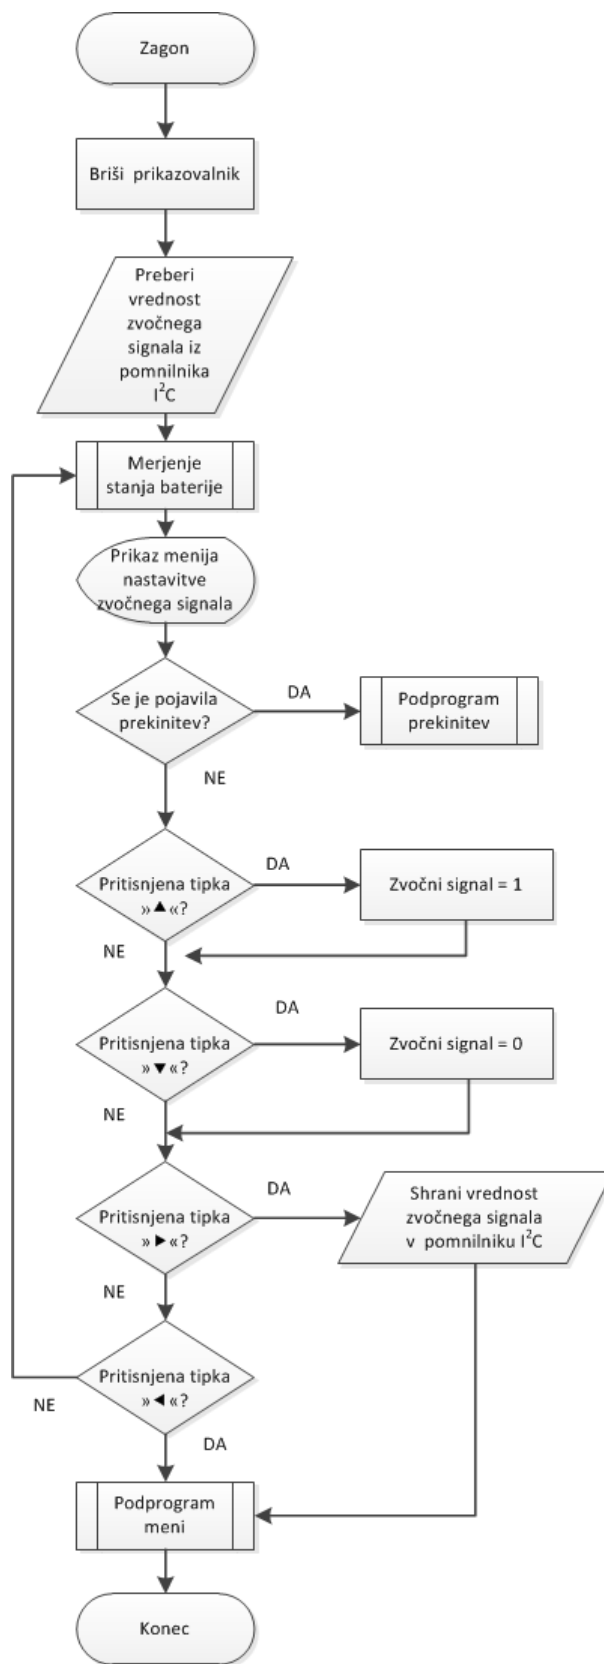 Zagon
Briši prikazovalnik
Preberi
vrednost
zvočnega
signala iz
pomnilnika
I²C
Merjenje
stanja baterije
Prikaz menija
nastavitve
zvočnega signala
Se je pojavila
prekinitev?
DA
Podprogram
prekinitev
NE
Pritisnjena tipka
» ▲ «?
DA
Zvočni signal = 1
NE
Pritisnjena tipka
» ▼ «?
DA
Zvočni signal = 0
NE
Pritisnjena tipka
» ► «?
DA
Shrani vrednost
zvočnega signala
v pomnilniku I²C
NE
Pritisnjena tipka
» ◄ «?
NE
DA
Podprogram
meni
Konec